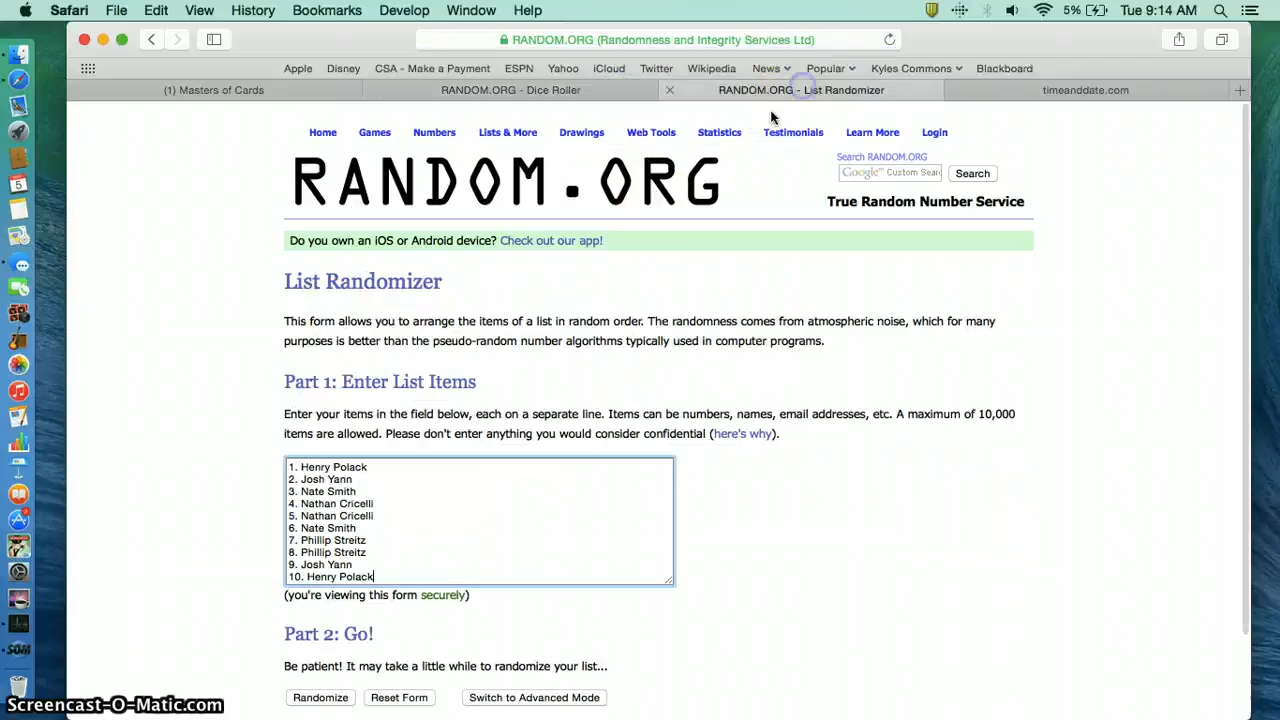 Safari File Edit View History Bookmarks Develop Window Help 5% Tue 9:14 AM
RANDOM.ORG (Randomness and Integrity Services Ltd)
Apple Disney CSA - Make a Payment ESPN Yahoo iCloud Twitter Wikipedia News Popular Kyles Commons Blackboard
(1) Masters of Cards RANDOM.ORG - Dice Roller RANDOM.ORG - List Randomizer timeanddate.com
Home Games Numbers Lists & More Drawings Web Tools Statistics Testimonials Learn More Login
RANDOM.ORG
Search RANDOM.ORG
Google™ Custom Searc Search
True Random Number Service
Do you own an iOS or Android device? Check out our app!
List Randomizer
This form allows you to arrange the items of a list in random order. The randomness comes from atmospheric noise, which for many
purposes is better than the pseudo-random number algorithms typically used in computer programs.
Part 1: Enter List Items
Enter your items in the field below, each on a separate line. Items can be numbers, names, email addresses, etc. A maximum of 10,000
items are allowed. Please don't enter anything you would consider confidential (here's why).
1. Henry Polack
2. Josh Yann
3. Nate Smith
4. Nathan Cricelli
5. Nathan Cricelli
6. Nate Smith
7. Phillip Streitz
8. Phillip Streitz
9. Josh Yann
10. Henry Polack
(you're viewing this form securely)
Part 2: Go!
Be patient! It may take a little while to randomize your list...
Randomize Reset Form Switch to Advanced Mode
Screencast-O-Matic.com